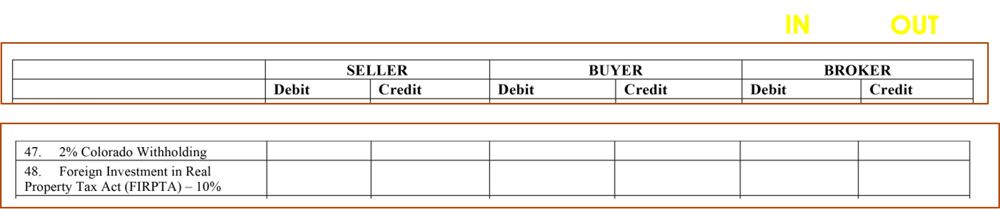 IN OUT
SELLER BUYER BROKER
Debit Credit Debit Credit Debit Credit
47. 2% Colorado Withholding
48. Foreign Investment in Real
Property Tax Act (FIRPTA) – 10%